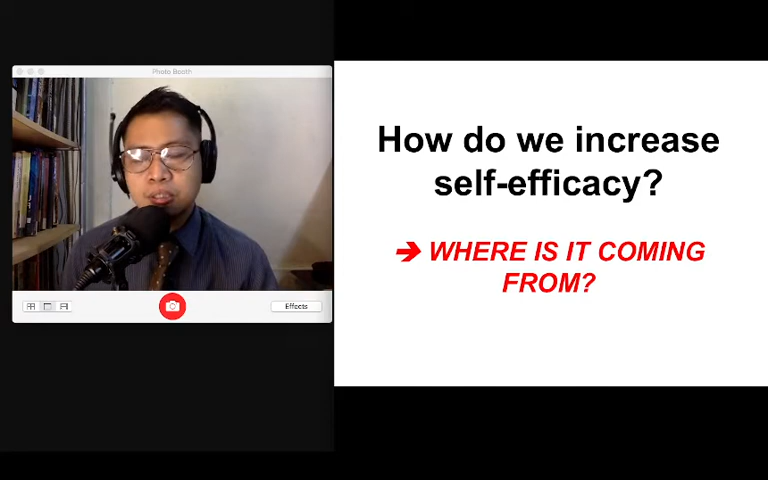 Photo Booth
Effects
How do we increase
self-efficacy?
➔ WHERE IS IT COMING
FROM?